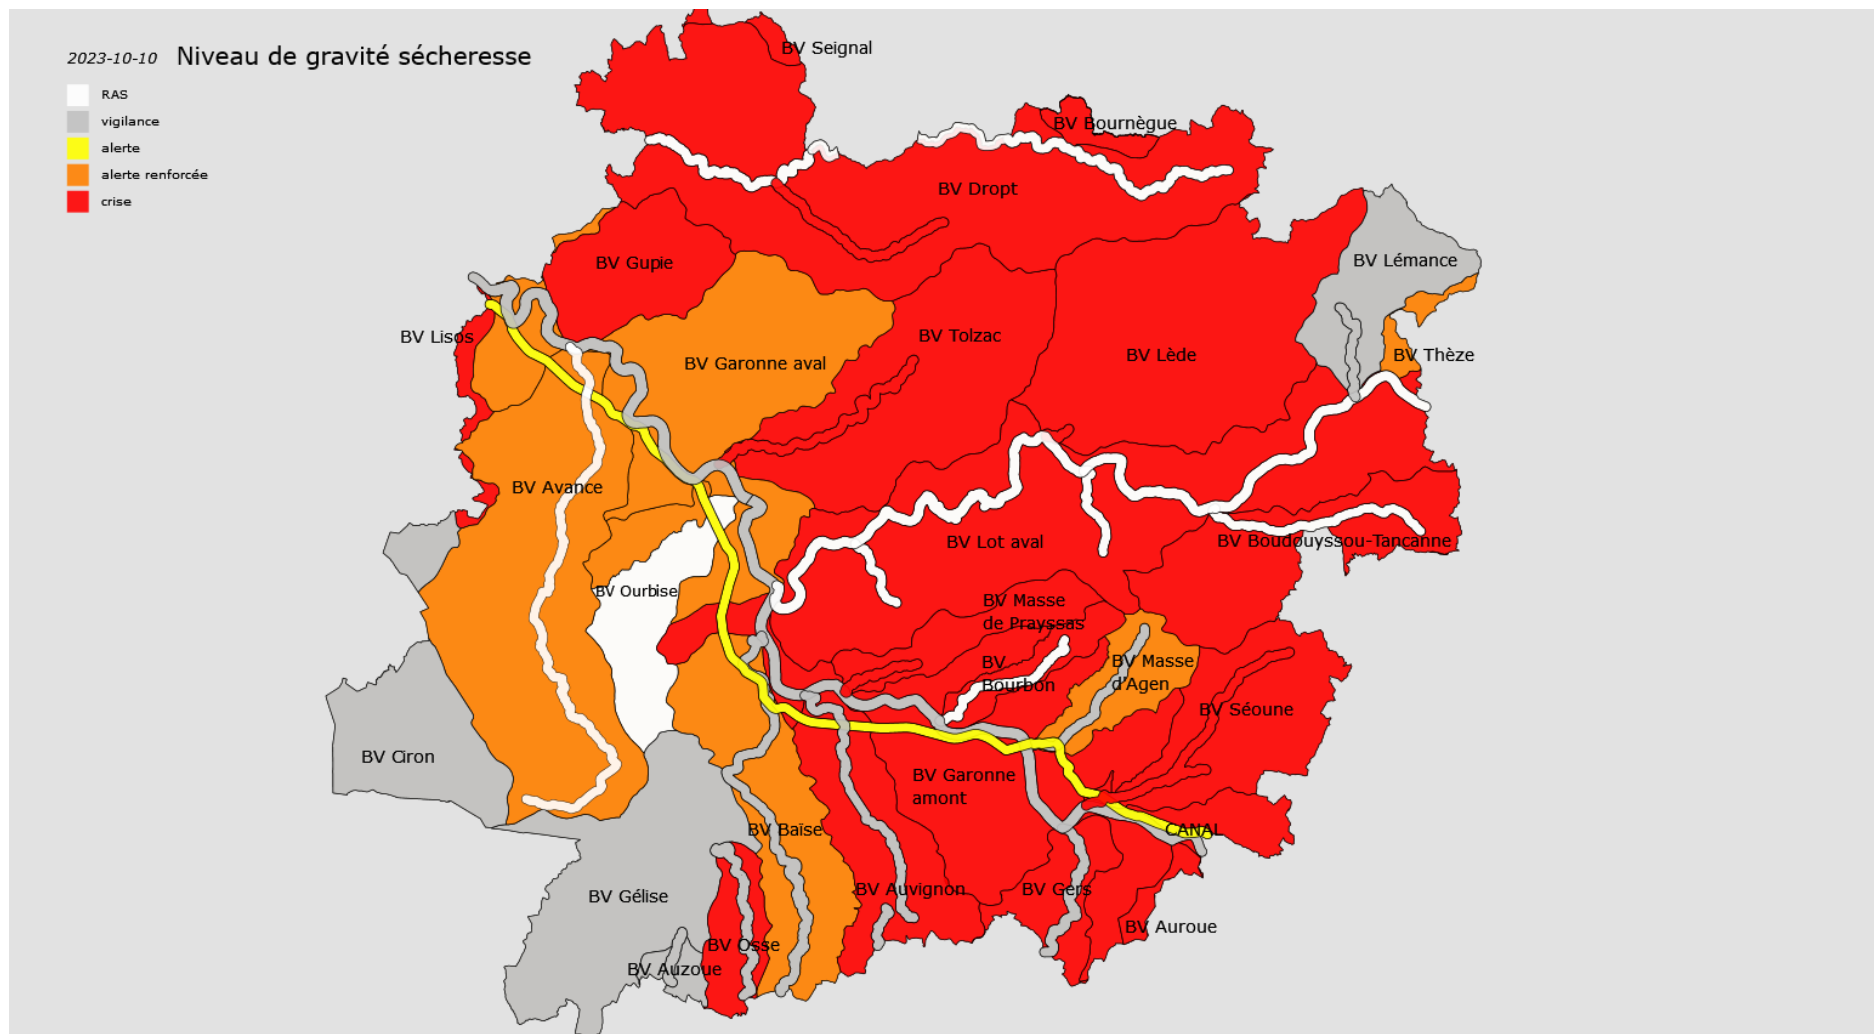 2023-10-10 Niveau de gravité sécheresse
RAS
vigilance
alerte
alerte renforcée
crise
BV Seignal
BV Bournègue
BV Dropt
BV Gupie
BV Lémance
BV Lisos
BV Tolzac
BV Garonne aval
BV Lède
BV Thèze
BV Avance
BV Lot aval
BV Boudouyssou-Tancanne
BV Ourbise
BV Masse
de Prayssas
BV
Bourbon
BV Masse
d'Agen
BV Séoune
BV Ciron
BV Garonne
amont
BV Baïse
CANAL
BV Gélise
BV Auvignon
BV Gers
BV Auroue
BV Osse
BV Auzoue